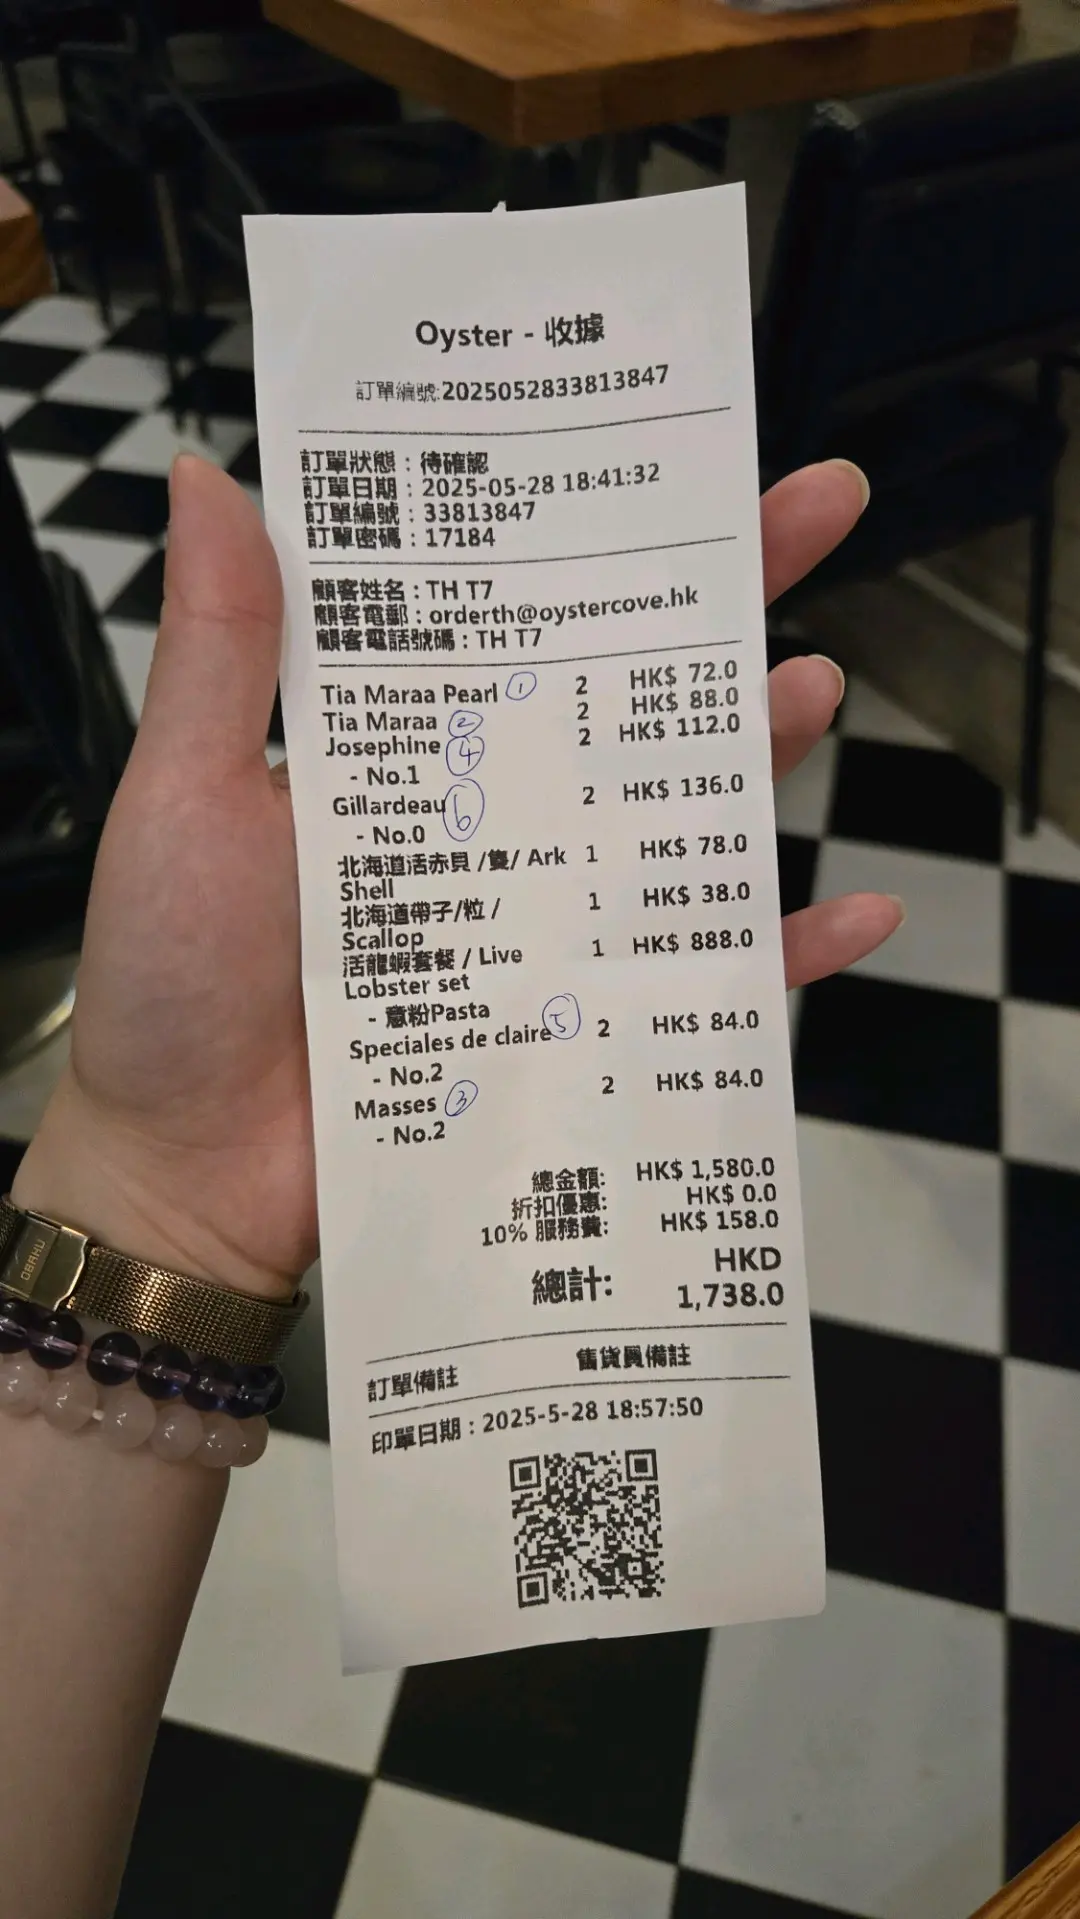 Oyster - 收據
訂單編號:2025052833813847
訂單狀態 : 待確認
訂單日期 : 2025-05-28 18:41:32
訂單編號 : 33813847
訂單密碼 : 17184
顧客姓名 : TH T7
顧客電郵 : orderth@oystercove.hk
顧客電話號碼 : TH T7
Tia Maraa Pearl ① 2 HK$ 72.0
Tia Maraa ② 2 HK$ 88.0
Josephine ④ 2 HK$ 112.0
- No.1
Gillardeau ⑥ 2 HK$ 136.0
- No.0
北海道活赤貝 /隻/ Ark 1 HK$ 78.0
Shell
北海道帶子/粒 / 1 HK$ 38.0
Scallop
活龍蝦套餐 / Live 1 HK$ 888.0
Lobster set
- 意粉Pasta
Speciales de claire ⑤ 2 HK$ 84.0
- No.2
Masses ③ 2 HK$ 84.0
- No.2
總金額: HK$ 1,580.0
折扣優惠: HK$ 0.0
10% 服務費: HK$ 158.0
總計: HKD
1,738.0
訂單備註 售貨員備註
印單日期 : 2025-5-28 18:57:50
OBAKU